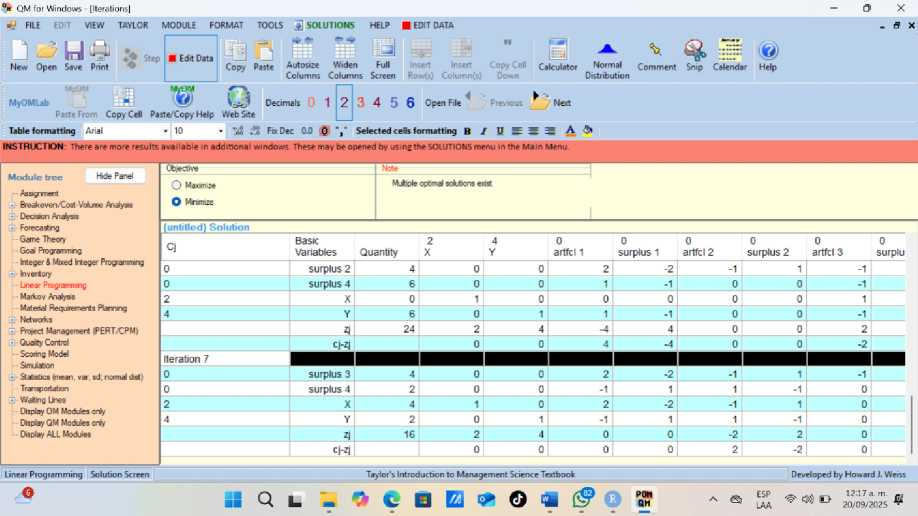 QM for Windows - [Iterations]
FILE EDIT VIEW TAYLOR MODULE FORMAT TOOLS SOLUTIONS HELP EDIT DATA
New Open Save Print Step Edit Data Copy Paste Autosize Columns Widen Columns Full Screen Insert Row(s) Insert Column(s) Copy Cell Down Calculator Normal Distribution Comment Snip Calendar Help
MyOMLab Paste From Copy Cell Paste/Copy Help Web Site Decimals 0 1 2 3 4 5 6 Open File Previous Next
Table formatting Arial 10 Fix Dec 0.0 0 "," Selected cells formatting B I U A
INSTRUCTION: There are more results available in additional windows. These may be opened by using the SOLUTIONS menu in the Main Menu.
Module tree Hide Panel
Assignment
Breakeven/Cost-Volume Analysis
Decision Analysis
Forecasting
Game Theory
Goal Programming
Integer & Mixed Integer Programming
Inventory
Linear Programming
Markov Analysis
Material Requirements Planning
Networks
Project Management (PERT/CPM)
Quality Control
Scoring Model
Simulation
Statistics (mean, var, sd; normal dist)
Transportation
Waiting Lines
Display OM Modules only
Display QM Modules only
Display ALL Modules
Objective
Maximize
Minimize
Note
Multiple optimal solutions exist
(untitled) Solution
Cj Basic Variables Quantity 2 X 4 Y 0 artfcl 1 0 surplus 1 0 artfcl 2 0 surplus 2 0 artfcl 3 0 surplu
0 surplus 2 4 0 0 2 -2 -1 1 -1
0 surplus 4 6 0 0 1 -1 0 0 -1
2 X 0 1 0 0 0 0 0 1
4 Y 6 0 1 1 -1 0 0 -1
zj 24 2 4 -4 4 0 0 2
cj-zj 0 0 4 -4 0 0 -2
Iteration 7
0 surplus 3 4 0 0 2 -2 -1 1 -1
0 surplus 4 2 0 0 -1 1 1 -1 0
2 X 4 1 0 2 -2 -1 1 0
4 Y 2 0 1 -1 1 1 -1 0
zj 16 2 4 0 0 -2 2 0
cj-zj 0 0 0 0 2 -2 0
Linear Programming Solution Screen Taylor's Introduction to Management Science Textbook Developed by Howard J. Weiss
6 82 R POM QM ESP LAA 12:17 a. m. 20/09/2025